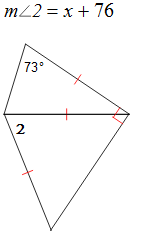 m∠2 = x + 76
73°
2